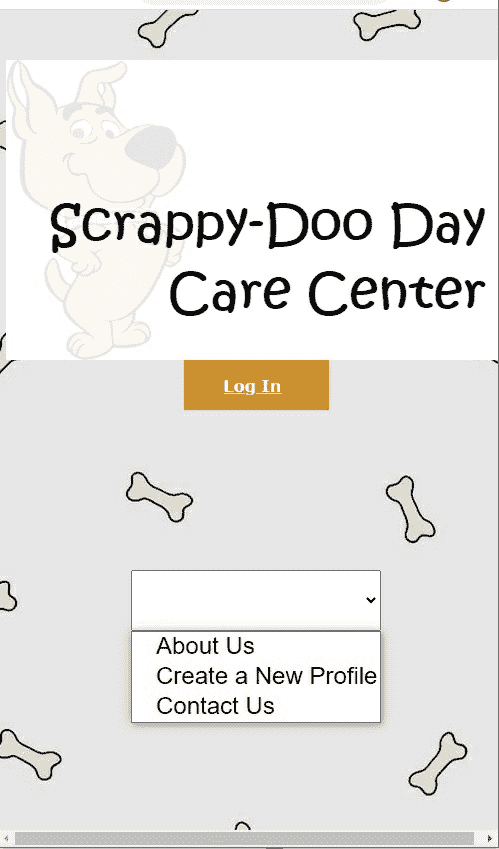 Scrappy-Doo Day
Care Center
Log In
About Us
Create a New Profile
Contact Us